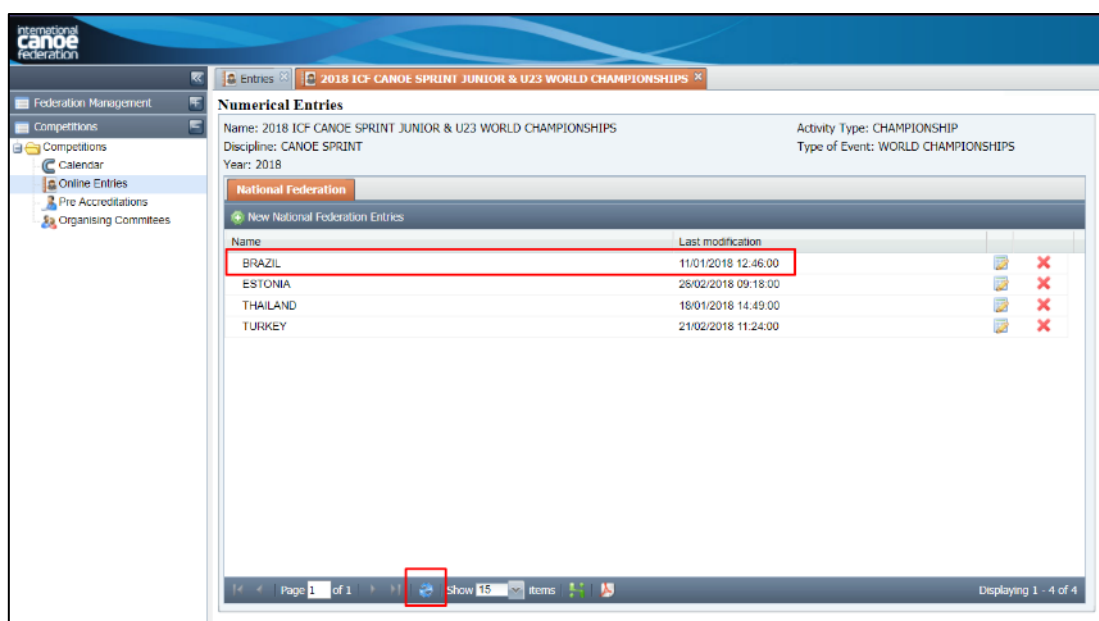 international
canoe
federation
Entries
2018 ICF CANOE SPRINT JUNIOR & U23 WORLD CHAMPIONSHIPS
Federation Management
Competitions
Competitions
Calendar
Online Entries
Pre Accreditations
Organising Commitees
Numerical Entries
Name: 2018 ICF CANOE SPRINT JUNIOR & U23 WORLD CHAMPIONSHIPS
Activity Type: CHAMPIONSHIP
Discipline: CANOE SPRINT
Type of Event: WORLD CHAMPIONSHIPS
Year: 2018
National Federation
New National Federation Entries
Name Last modification
BRAZIL 11/01/2018 12:46:00
ESTONIA 26/02/2018 09:18:00
THAILAND 18/01/2018 14:49:00
TURKEY 21/02/2018 11:24:00
Page 1 of 1 Show 15 items Displaying 1 - 4 of 4